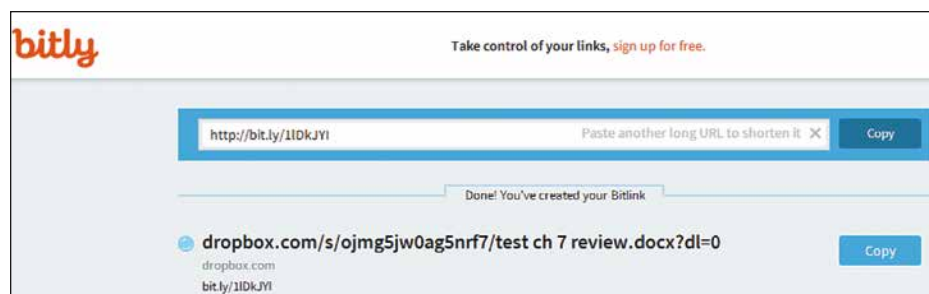 bitly
Take control of your links, sign up for free.
http://bit.ly/1lDkJYI
Paste another long URL to shorten it ✕
Copy
Done! You've created your Bitlink
dropbox.com/s/ojmg5jw0ag5nrf7/test ch 7 review.docx?dl=0
Copy
dropbox.com
bit.ly/1lDkJYI